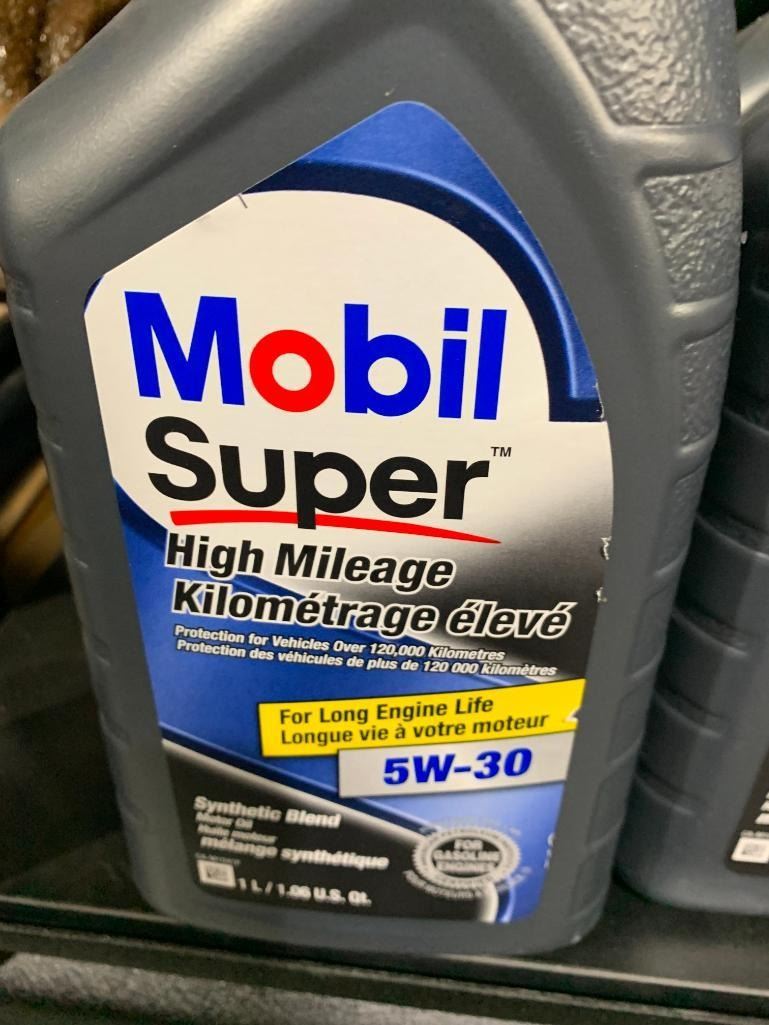 Mobil
Super™
High Mileage
Kilométrage élevé
Protection for Vehicles Over 120,000 Kilometres
Protection des véhicules de plus de 120 000 kilomètres
For Long Engine Life
Longue vie à votre moteur
5W-30
Synthetic Blend
Motor Oil
Huile moteur
mélange synthétique
FOR
GASOLINE
ENGINES
1 L / 1.06 U.S. Qt.